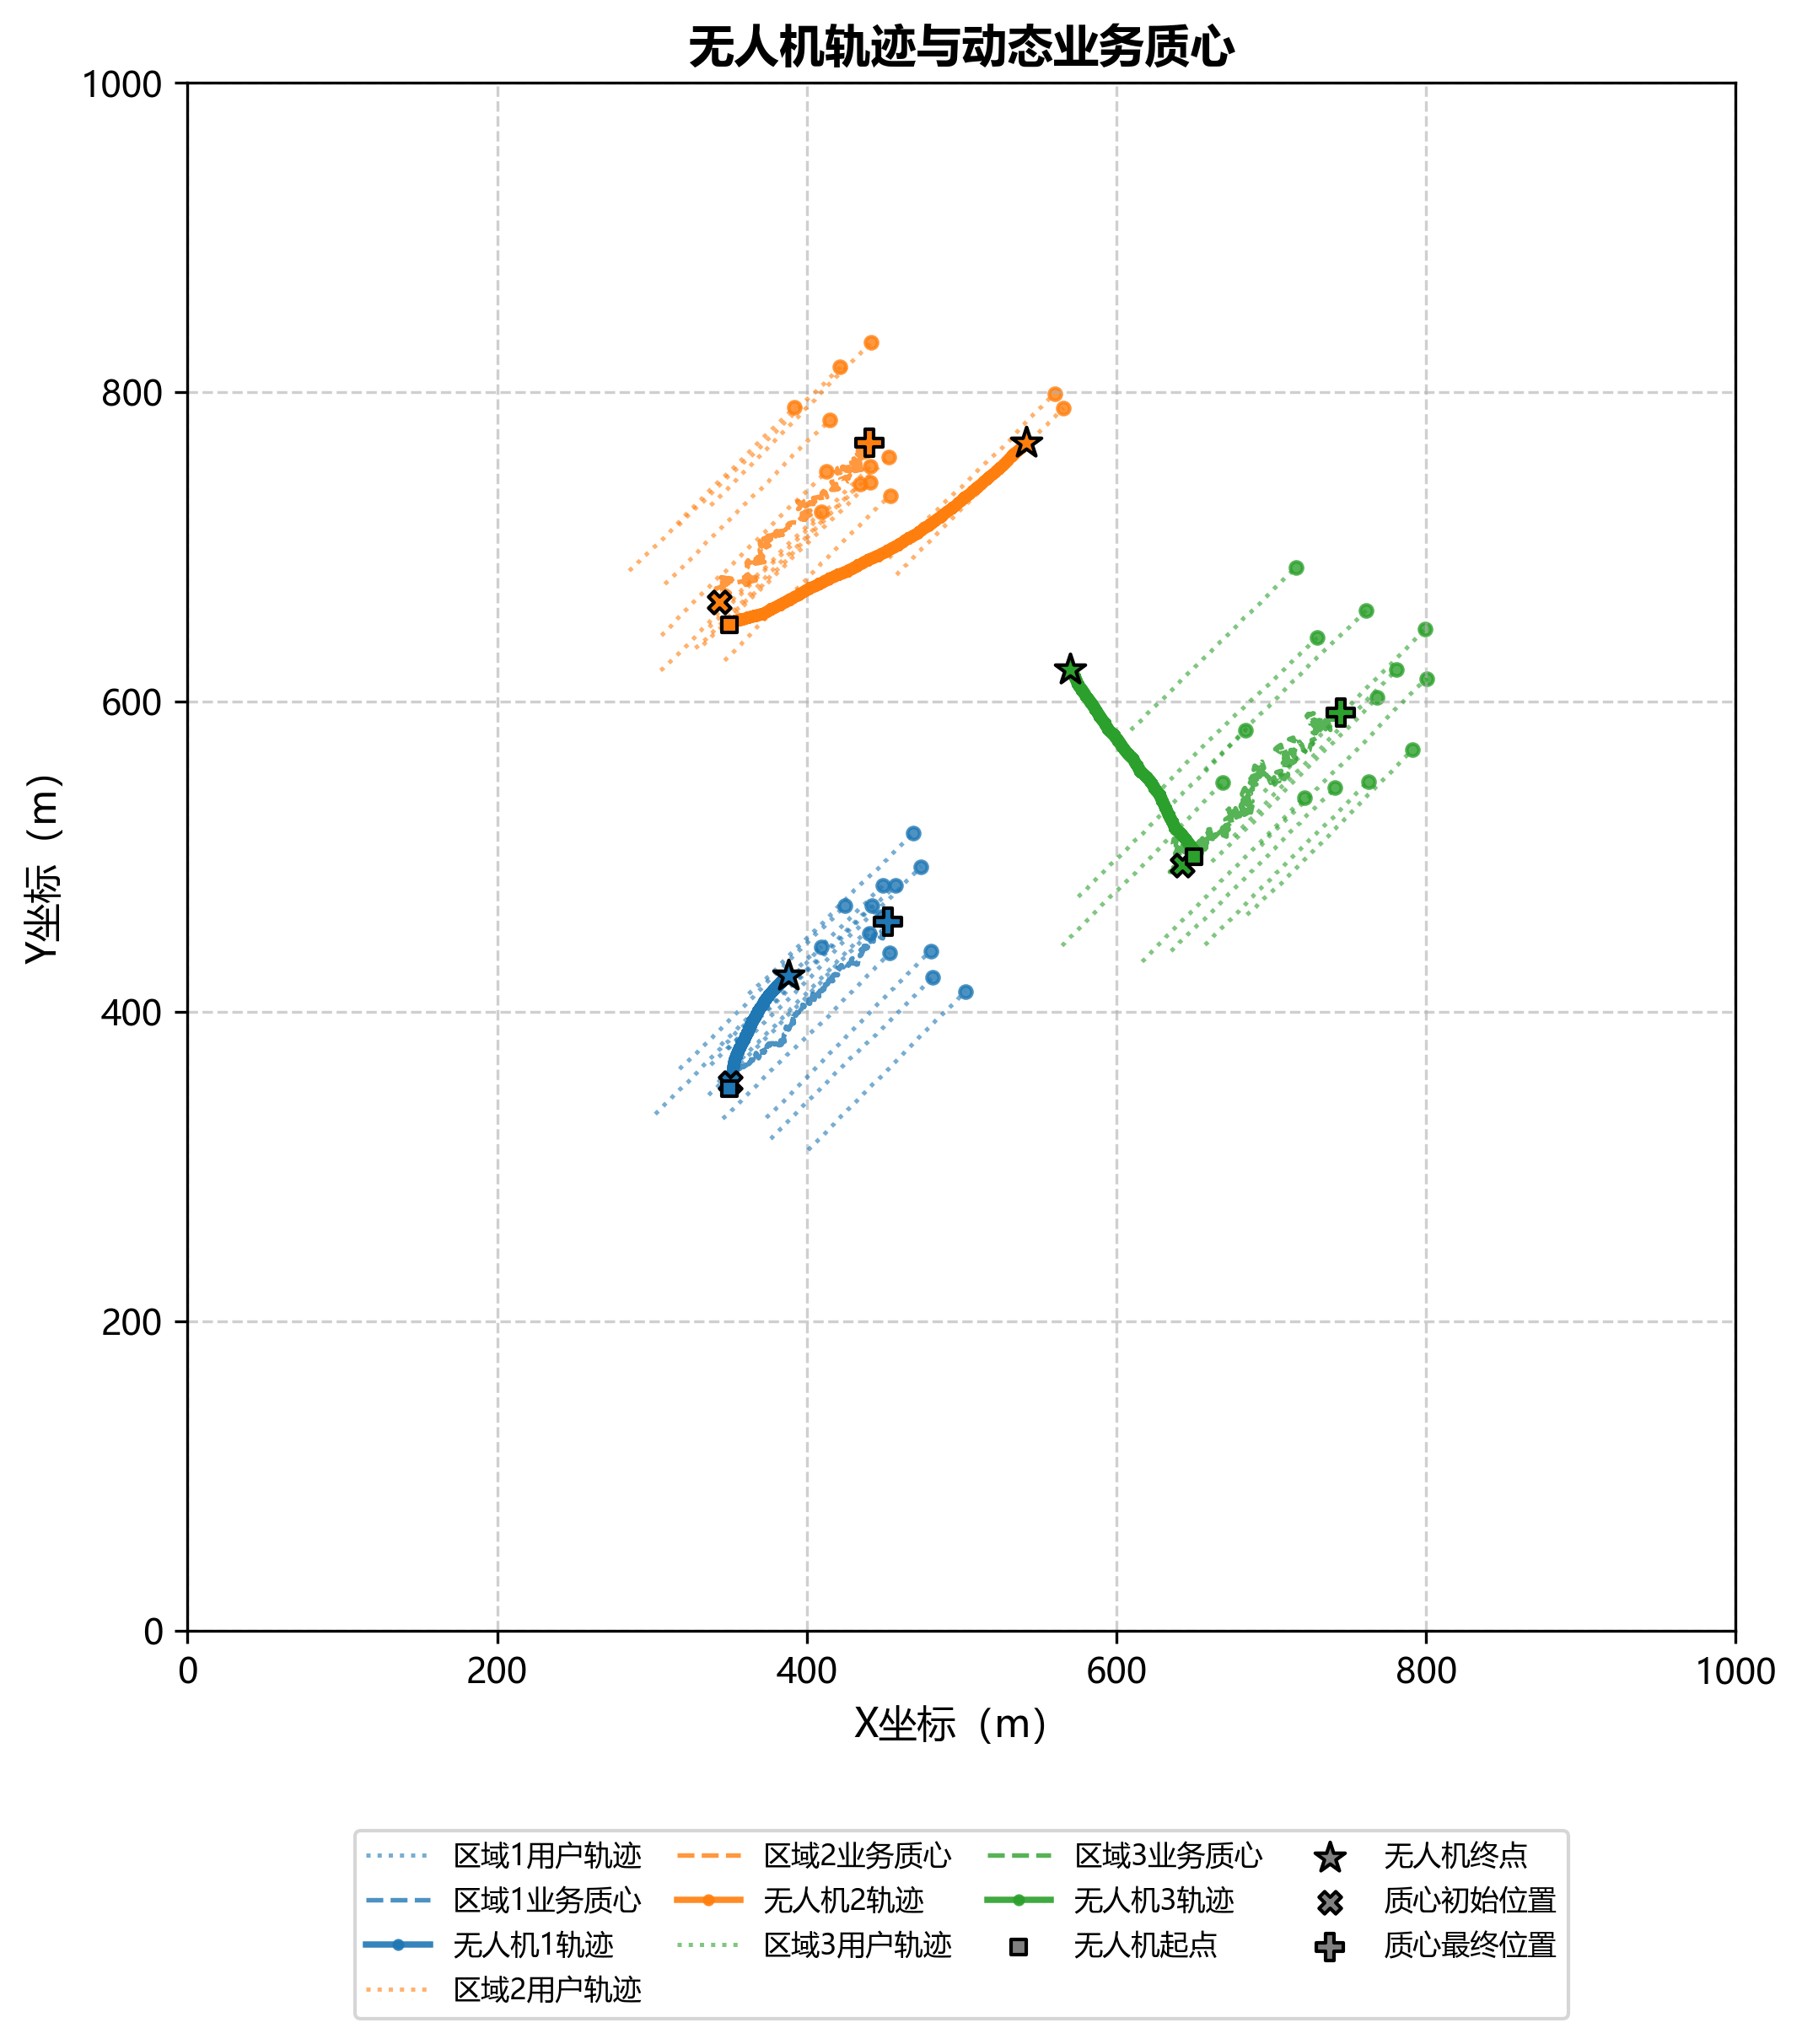 无人机轨迹与动态业务质心
1000
800
600
400
200
0
Y坐标（m）
0 200 400 600 800 1000
X坐标（m）
区域1用户轨迹 区域2业务质心 区域3业务质心 无人机终点
区域1业务质心 无人机2轨迹 无人机3轨迹 质心初始位置
无人机1轨迹 区域3用户轨迹 无人机起点 质心最终位置
区域2用户轨迹